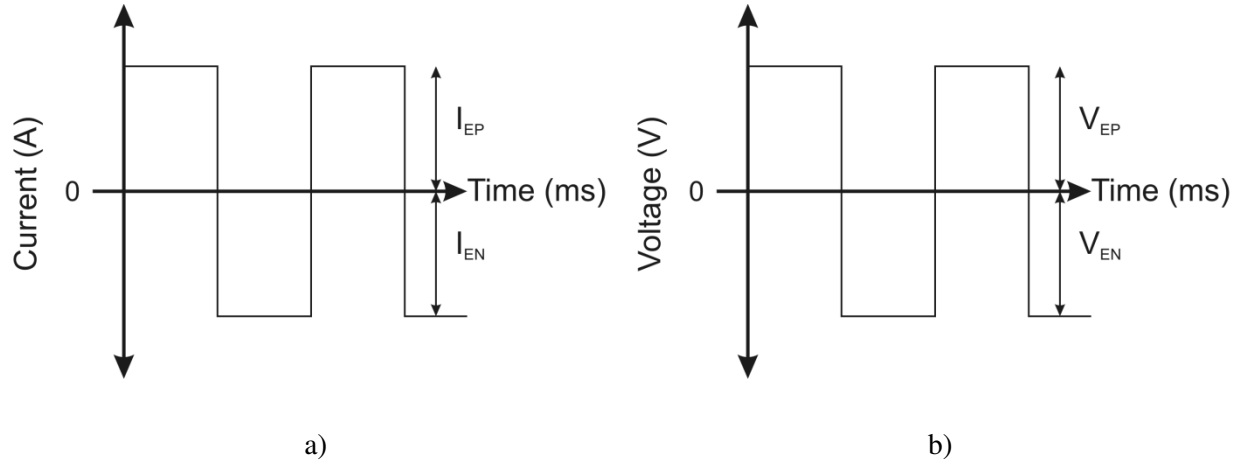 Current (A)
0
I_EP
Time (ms)
I_EN
a)
Voltage (V)
0
V_EP
Time (ms)
V_EN
b)